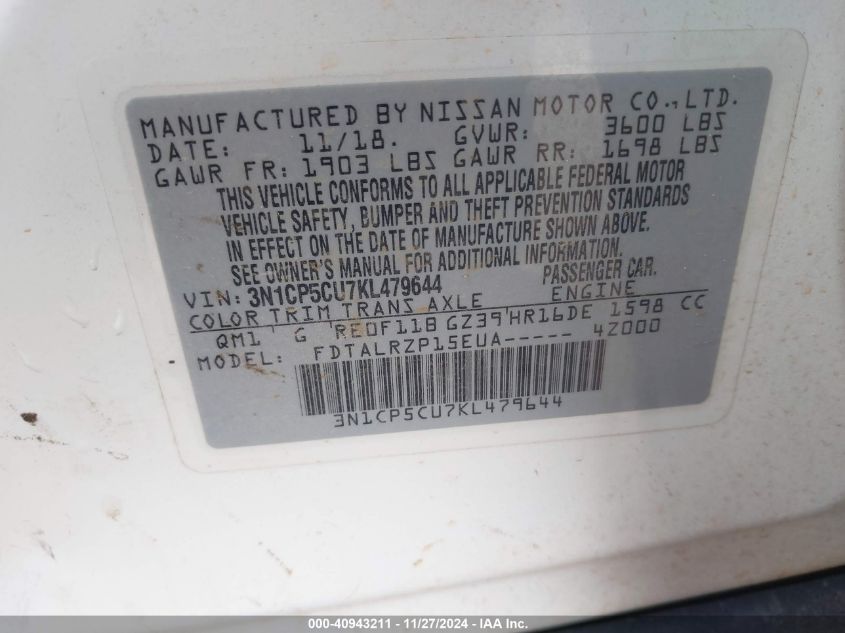 MANUFACTURED BY NISSAN MOTOR CO.,LTD.
DATE: 11/18. GVWR: 3600 LBS
GAWR FR: 1903 LBS GAWR RR: 1698 LBS
THIS VEHICLE CONFORMS TO ALL APPLICABLE FEDERAL MOTOR
VEHICLE SAFETY, BUMPER AND THEFT PREVENTION STANDARDS
IN EFFECT ON THE DATE OF MANUFACTURE SHOWN ABOVE.
SEE OWNER'S MANUAL FOR ADDITIONAL INFORMATION.
VIN: 3N1CP5CU7KL479644 PASSENGER CAR.
COLOR TRIM TRANS AXLE ENGINE
QM1 G RE0F11B GZ39 HR16DE 1598 CC
MODEL: FDTALRZP15EUA----- 4Z000
3N1CP5CU7KL479644
000-40943211 - 11/27/2024 - IAA Inc.